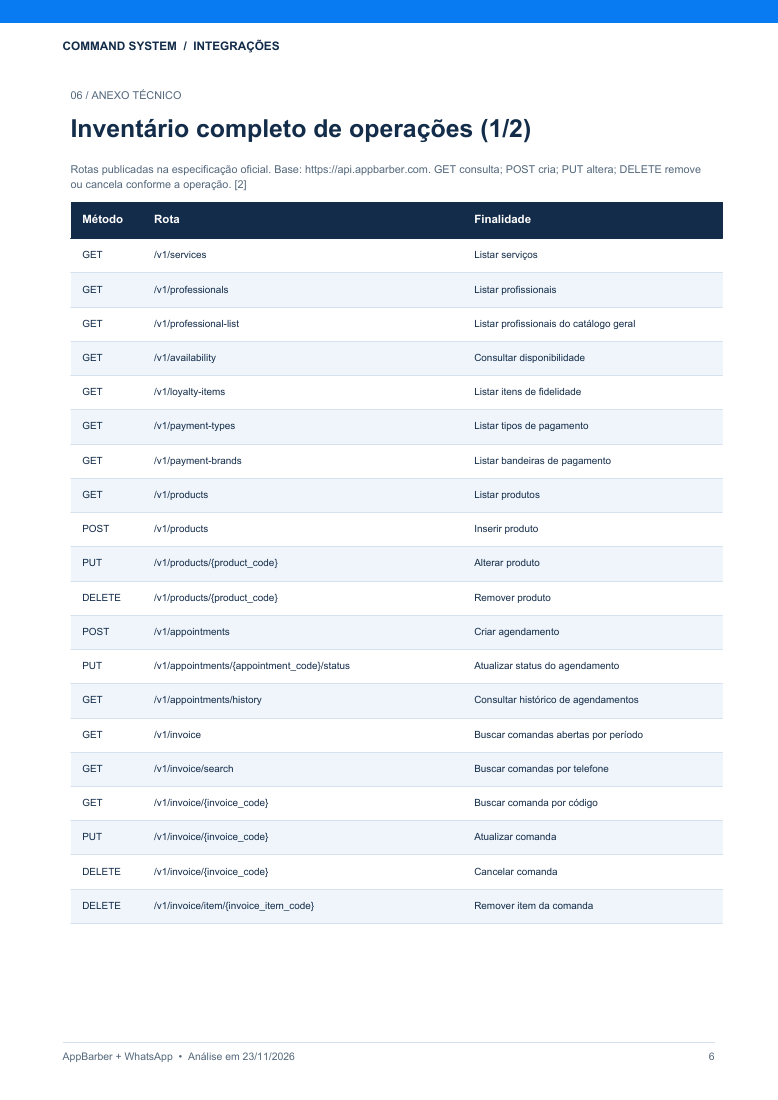 COMMAND SYSTEM / INTEGRAÇÕES
06 / ANEXO TÉCNICO
Inventário completo de operações (1/2)
Rotas publicadas na especificação oficial. Base: https://api.appbarber.com. GET consulta; POST cria; PUT altera; DELETE remove
ou cancela conforme a operação. [2]
Método Rota Finalidade
GET /v1/services Listar serviços
GET /v1/professionals Listar profissionais
GET /v1/professional-list Listar profissionais do catálogo geral
GET /v1/availability Consultar disponibilidade
GET /v1/loyalty-items Listar itens de fidelidade
GET /v1/payment-types Listar tipos de pagamento
GET /v1/payment-brands Listar bandeiras de pagamento
GET /v1/products Listar produtos
POST /v1/products Inserir produto
PUT /v1/products/{product_code} Alterar produto
DELETE /v1/products/{product_code} Remover produto
POST /v1/appointments Criar agendamento
PUT /v1/appointments/{appointment_code}/status Atualizar status do agendamento
GET /v1/appointments/history Consultar histórico de agendamentos
GET /v1/invoice Buscar comandas abertas por período
GET /v1/invoice/search Buscar comandas por telefone
GET /v1/invoice/{invoice_code} Buscar comanda por código
PUT /v1/invoice/{invoice_code} Atualizar comanda
DELETE /v1/invoice/{invoice_code} Cancelar comanda
DELETE /v1/invoice/item/{invoice_item_code} Remover item da comanda
AppBarber + WhatsApp • Análise em 23/11/2026 6